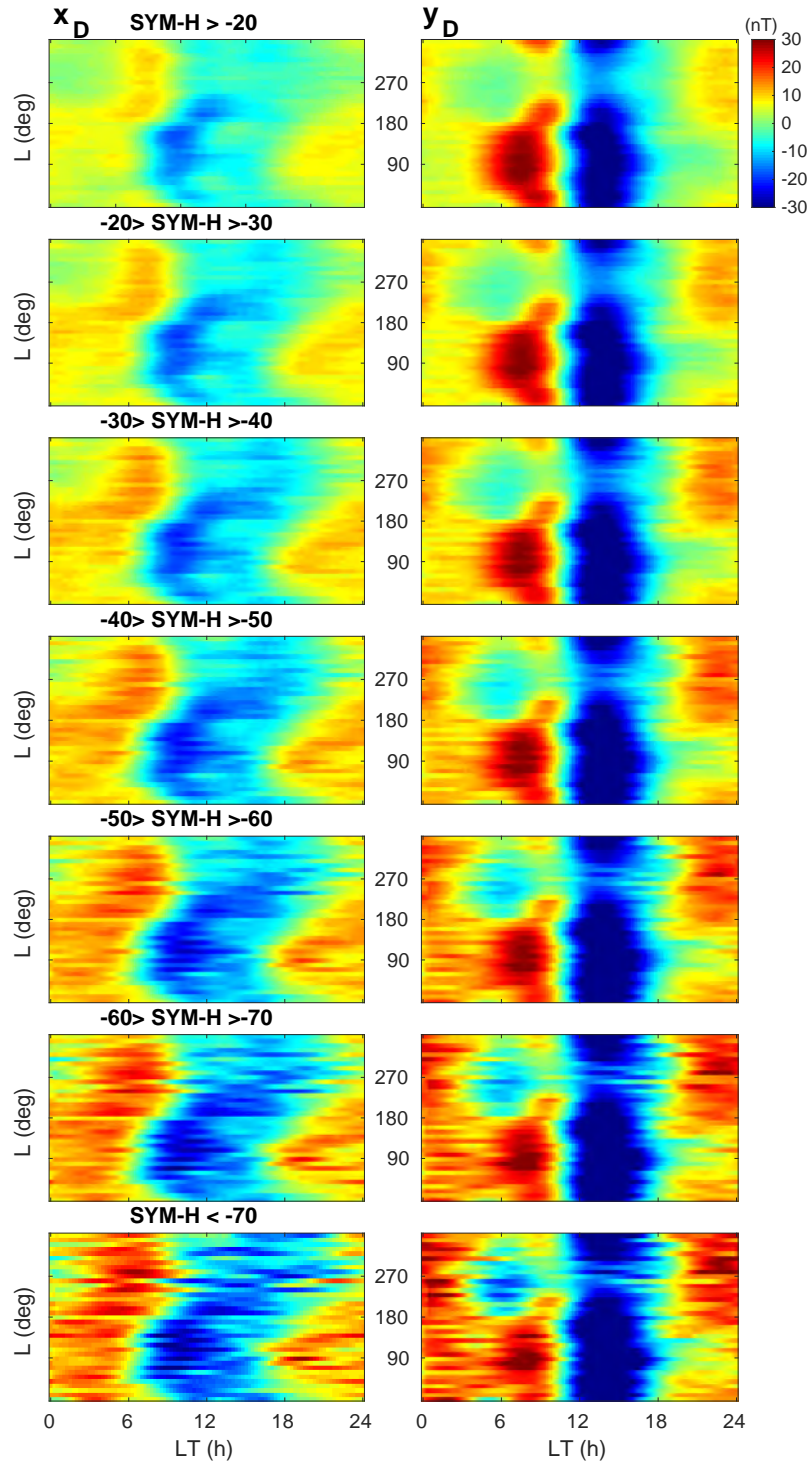 x_D y_D (nT)
SYM-H > -20
30
20
10
0
-10
-20
-30
L (deg)
270
180
90
-20> SYM-H >-30
L (deg)
270
180
90
-30> SYM-H >-40
L (deg)
270
180
90
-40> SYM-H >-50
L (deg)
270
180
90
-50> SYM-H >-60
L (deg)
270
180
90
-60> SYM-H >-70
L (deg)
270
180
90
SYM-H < -70
L (deg)
270
180
90
0 6 12 18 24 0 6 12 18 24
LT (h) LT (h)